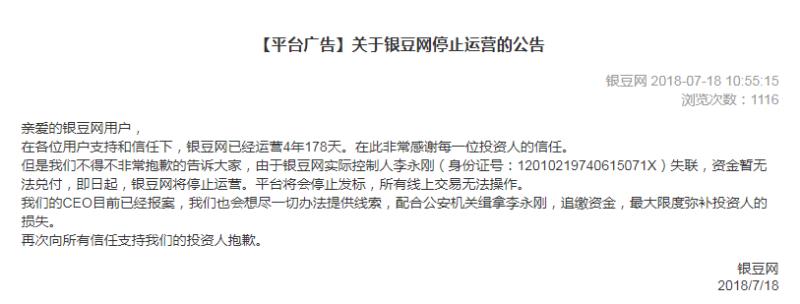 【平台广告】关于银豆网停止运营的公告
银豆网 2018-07-18 10:55:15
浏览次数：1116
亲爱的银豆网用户，
在各位用户支持和信任下，银豆网已经运营4年178天。在此非常感谢每一位投资人的信任。
但是我们不得不非常抱歉的告诉大家，由于银豆网实际控制人李永刚（身份证号：12010219740615071X）失联，资金暂无
法兑付，即日起，银豆网将停止运营。平台将会停止发标，所有线上交易无法操作。
我们的CEO目前已经报案，我们也会想尽一切办法提供线索，配合公安机关缉拿李永刚，追缴资金，最大限度弥补投资人的
损失。
再次向所有信任支持我们的投资人抱歉。
银豆网
2018/7/18